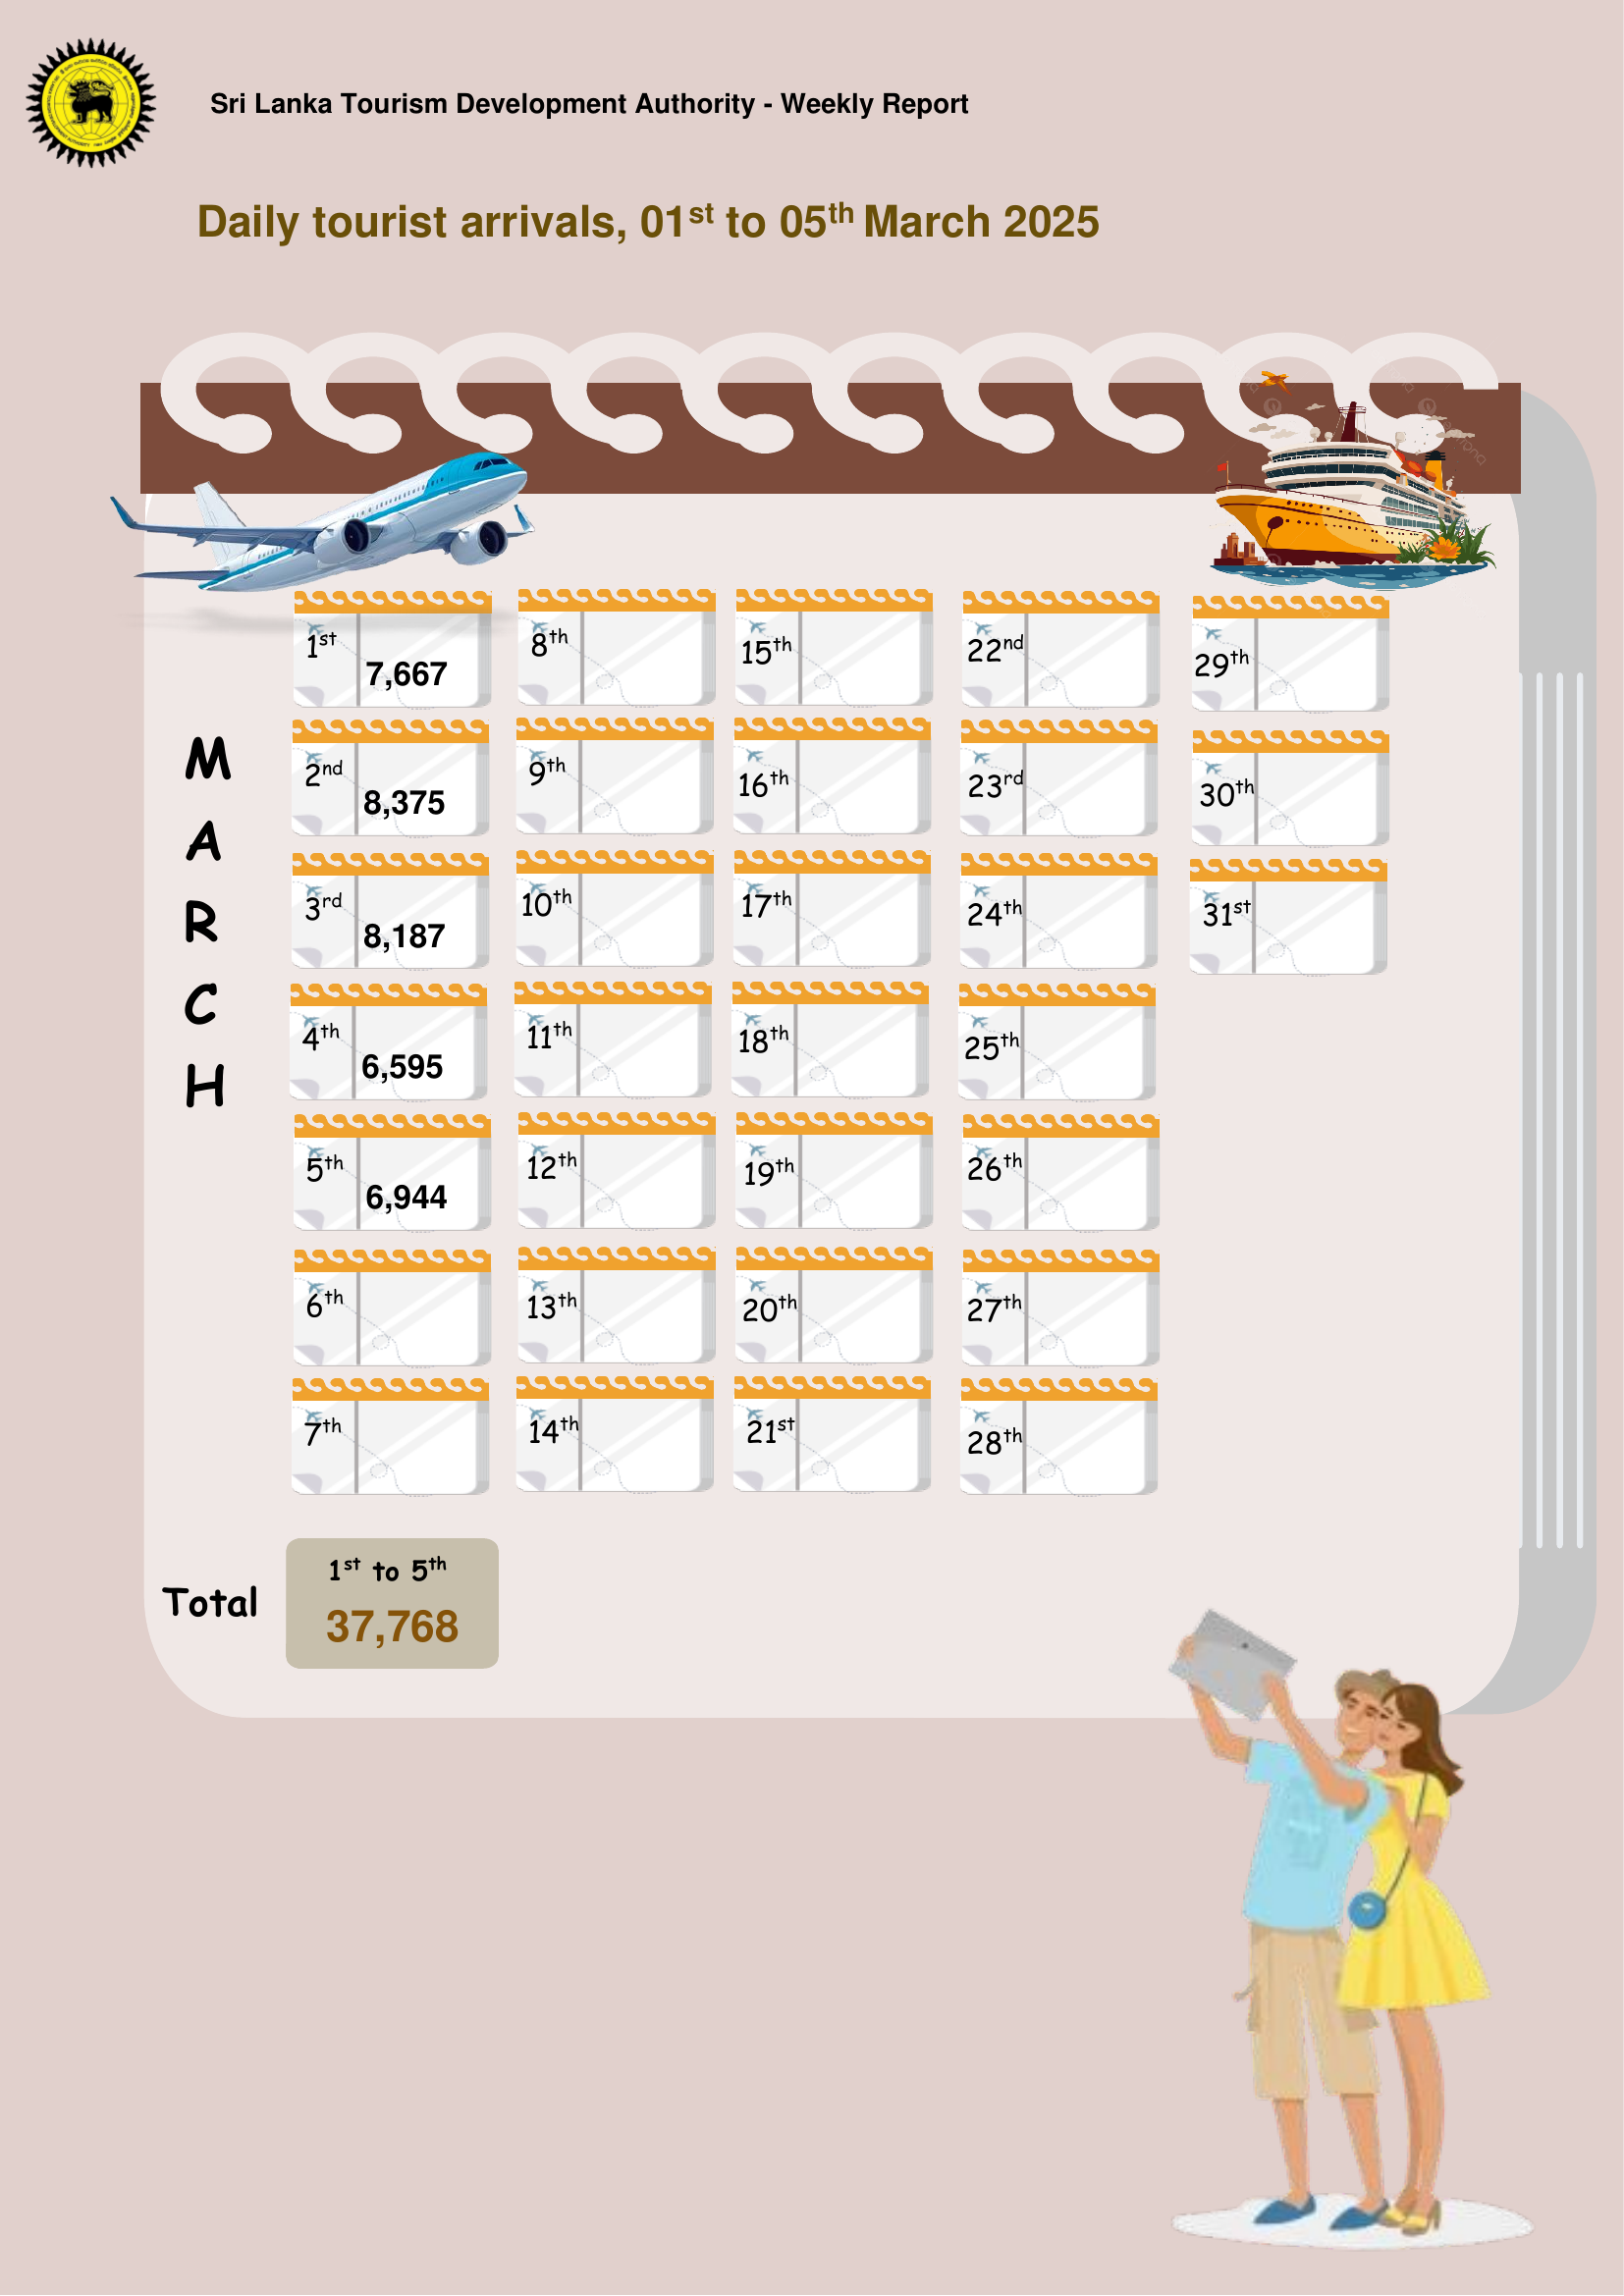 Sri Lanka Tourism Development Authority - Weekly Report
Daily tourist arrivals, 01st to 05th March 2025
MARCH
1st 7,667
2nd 8,375
3rd 8,187
4th 6,595
5th 6,944
6th
7th
8th
9th
10th
11th
12th
13th
14th
15th
16th
17th
18th
19th
20th
21st
22nd
23rd
24th
25th
26th
27th
28th
29th
30th
31st
Total
1st to 5th
37,768